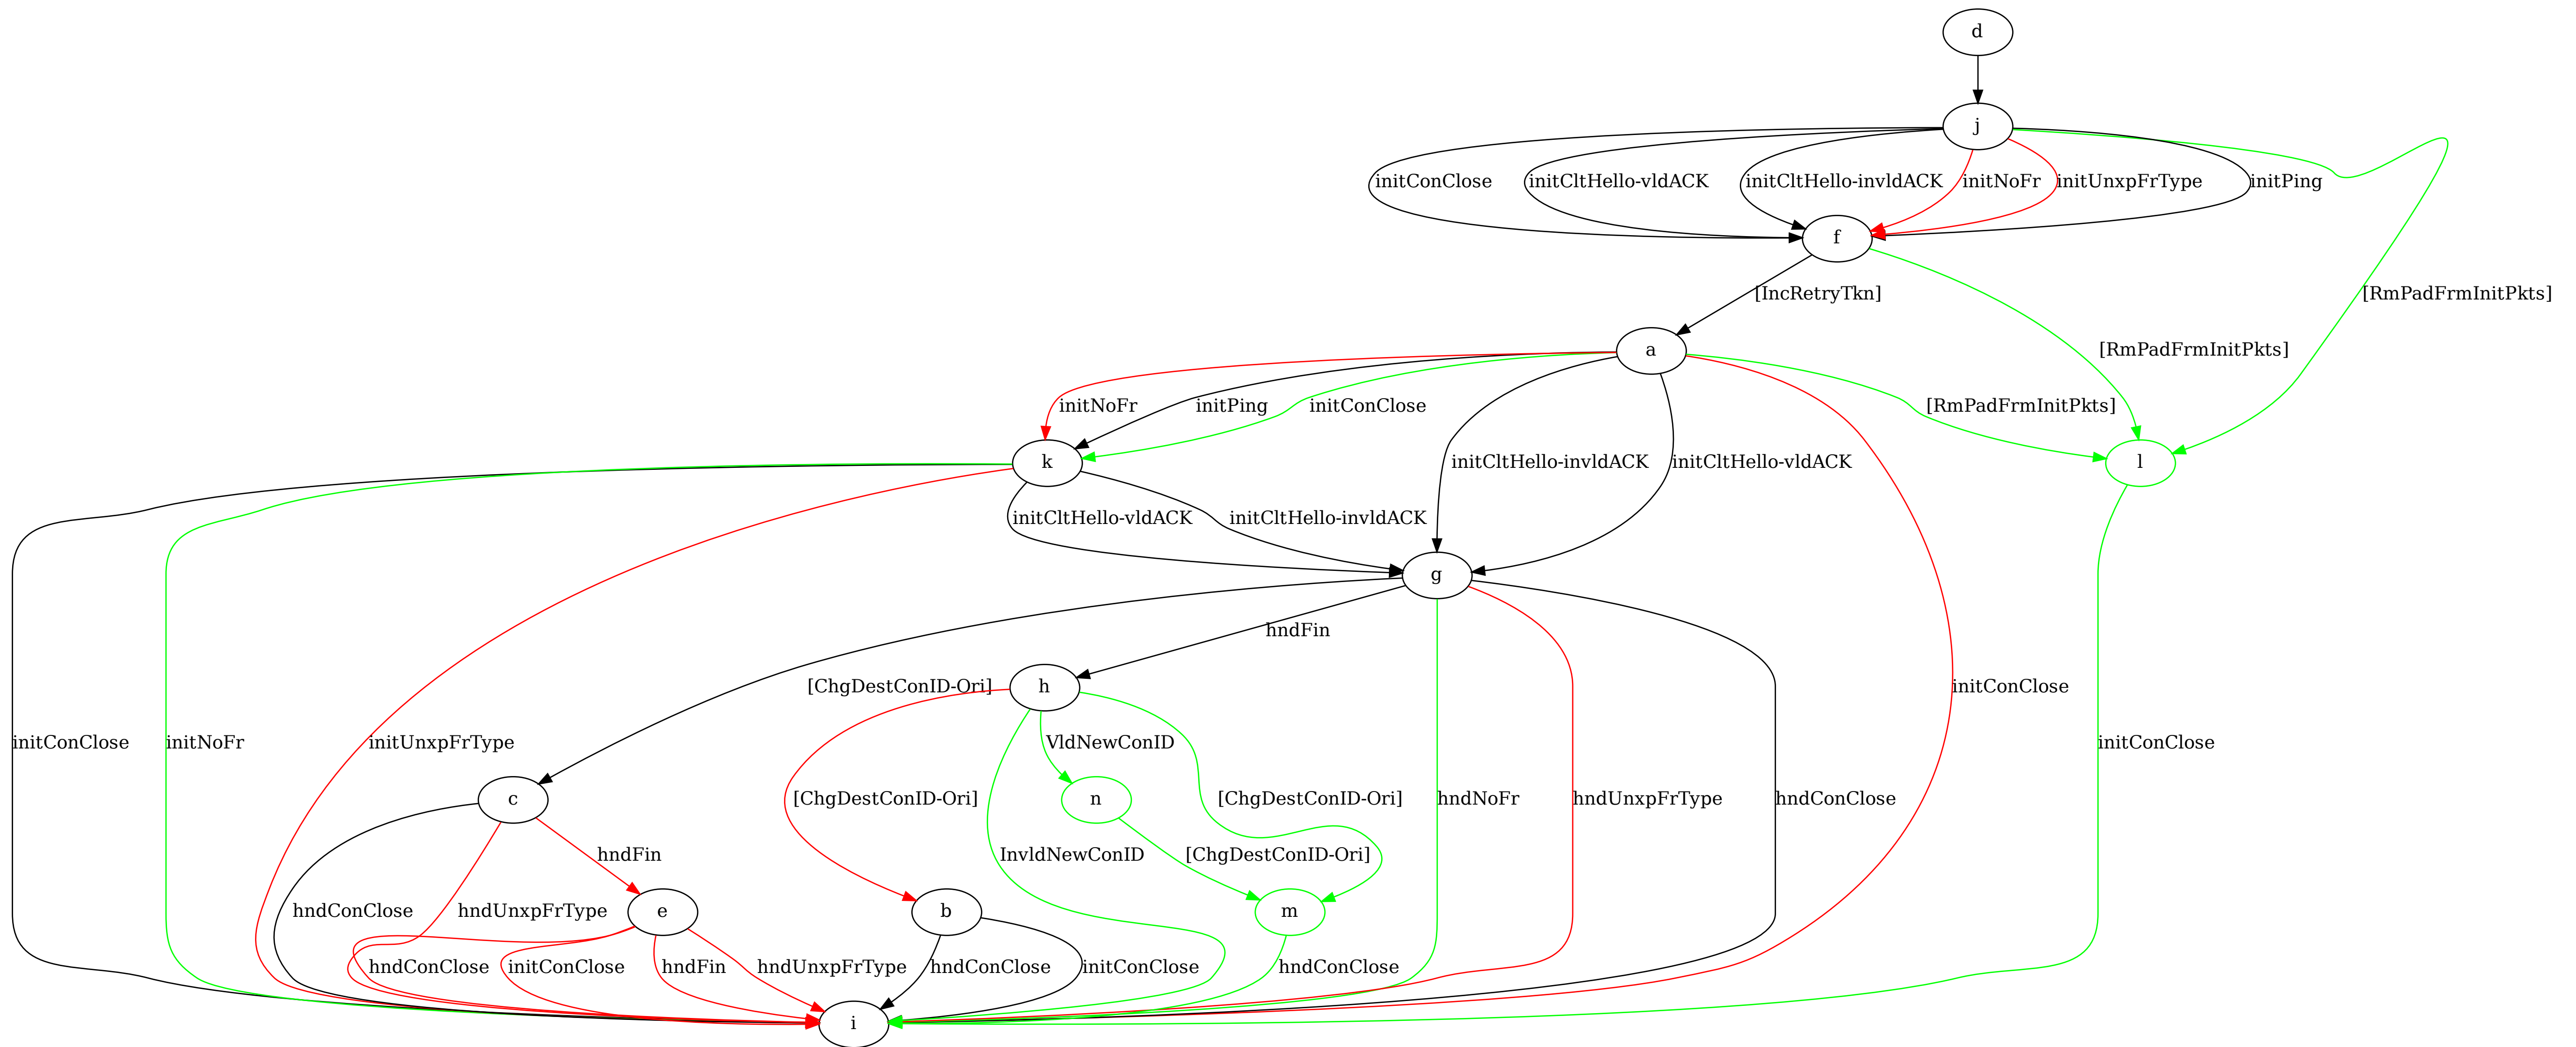 d
j
initConClose
initCltHello-vldACK
initCltHello-invldACK
initNoFr
initUnxpFrType
initPing
f
[IncRetryTkn]
[RmPadFrmInitPkts]
a
[RmPadFrmInitPkts]
initNoFr
initPing
initConClose
[RmPadFrmInitPkts]
k
initCltHello-invldACK
initCltHello-vldACK
l
initCltHello-vldACK
initCltHello-invldACK
g
hndFin
[ChgDestConID-Ori]
h
initConClose
initConClose
initNoFr
initUnxpFrType
VldNewConID
initConClose
c
[ChgDestConID-Ori]
n
[ChgDestConID-Ori]
hndNoFr
hndUnxpFrType
hndConClose
hndFin
InvldNewConID
[ChgDestConID-Ori]
hndConClose
hndUnxpFrType
e
b
m
hndConClose
initConClose
hndFin
hndUnxpFrType
hndConClose
initConClose
hndConClose
i